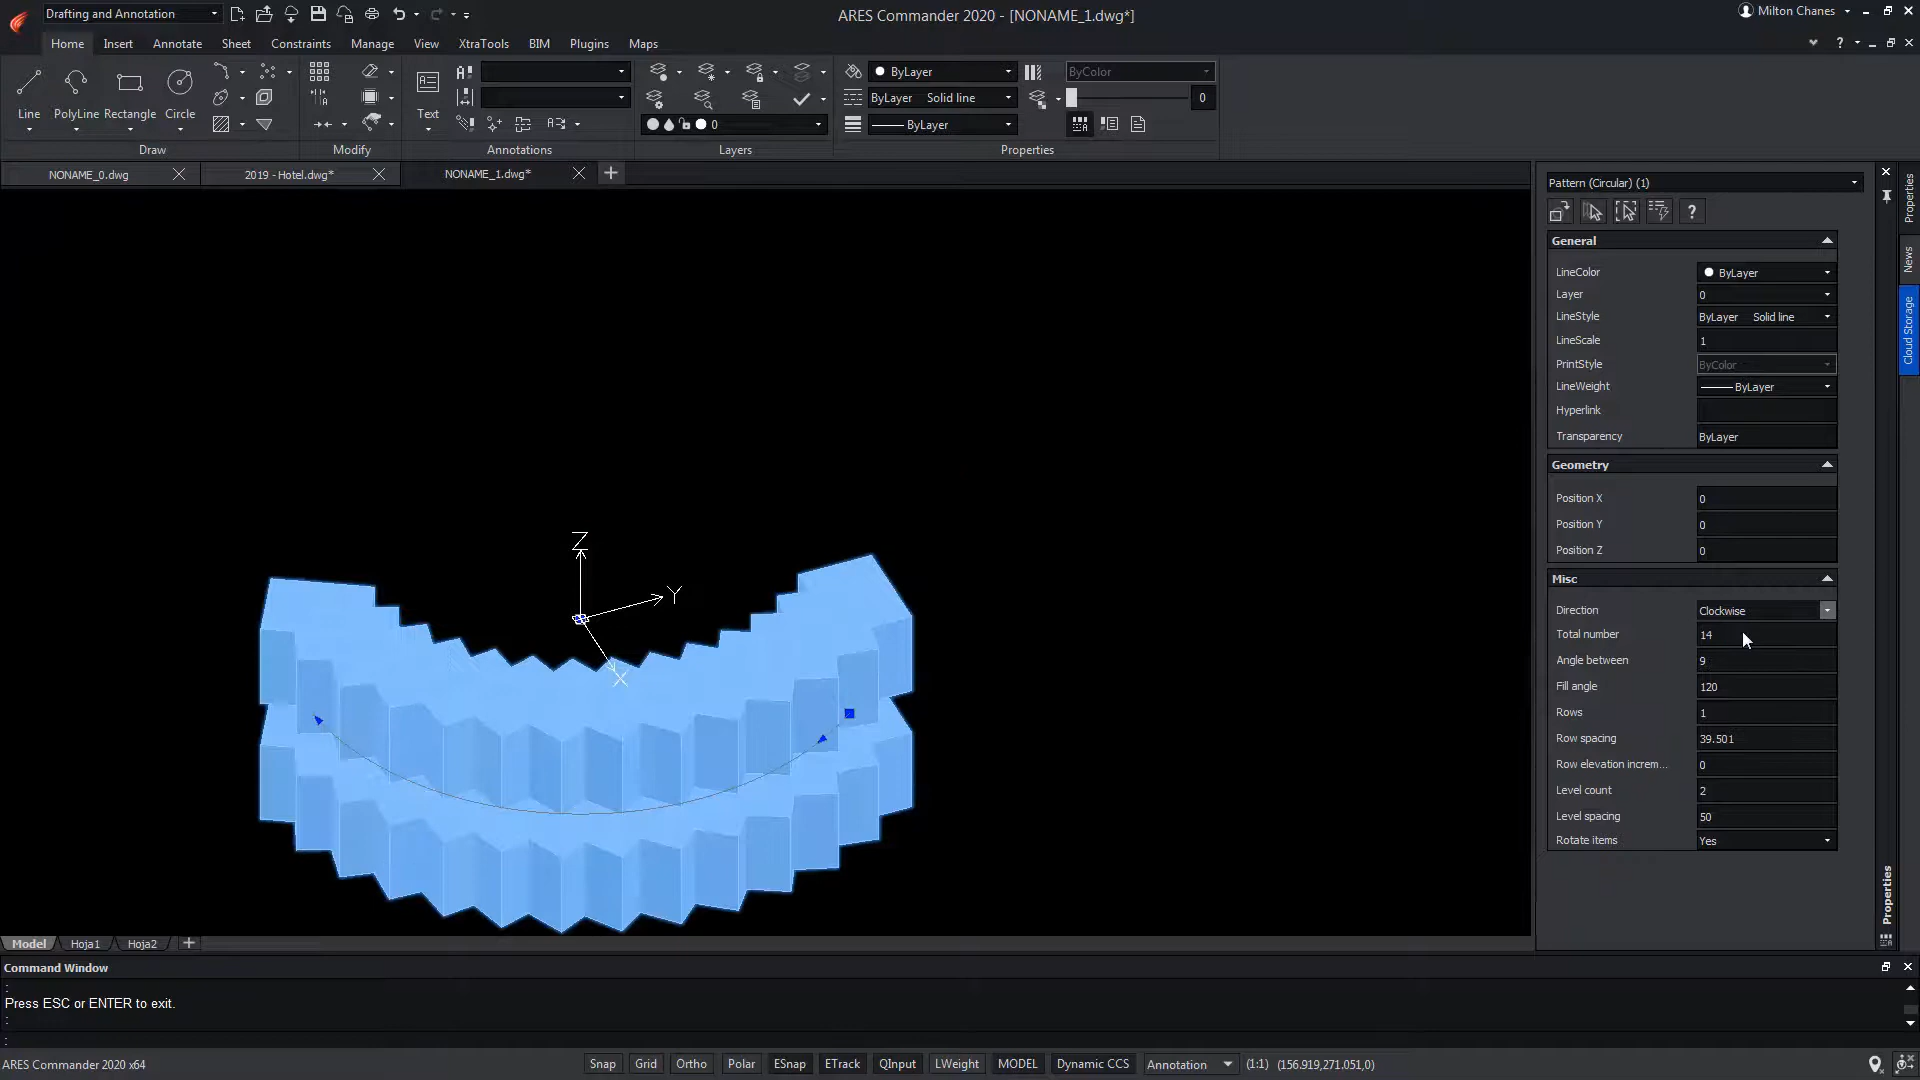 Drafting and Annotation
ARES Commander 2020 - [NONAME_1.dwg*]
Milton Chanes
Home Insert Annotate Sheet Constraints Manage View XtraTools BIM Plugins Maps
ByLayer
ByColor
ByLayer Solid line
0
ByLayer
0
Line PolyLine Rectangle Circle Text
Draw Modify Annotations Layers Properties
NONAME_0.dwg 2019 - Hotel.dwg* NONAME_1.dwg*
Pattern (Circular) (1)
General
LineColor ByLayer
Layer 0
LineStyle ByLayer Solid line
LineScale 1
PrintStyle ByColor
LineWeight ByLayer
Hyperlink
Transparency ByLayer
Geometry
Position X 0
Position Y 0
Position Z 0
Misc
Direction Clockwise
Total number 14
Angle between 9
Fill angle 120
Rows 1
Row spacing 39.501
Row elevation increm... 0
Level count 2
Level spacing 50
Rotate items Yes
Properties
News
Cloud Storage
Properties
Z
Y
X
Model Hoja1 Hoja2
Command Window
:
Press ESC or ENTER to exit.
:
:
ARES Commander 2020 x64
Snap Grid Ortho Polar ESnap ETrack QInput LWeight MODEL Dynamic CCS Annotation (1:1) (156.919,271.051,0)